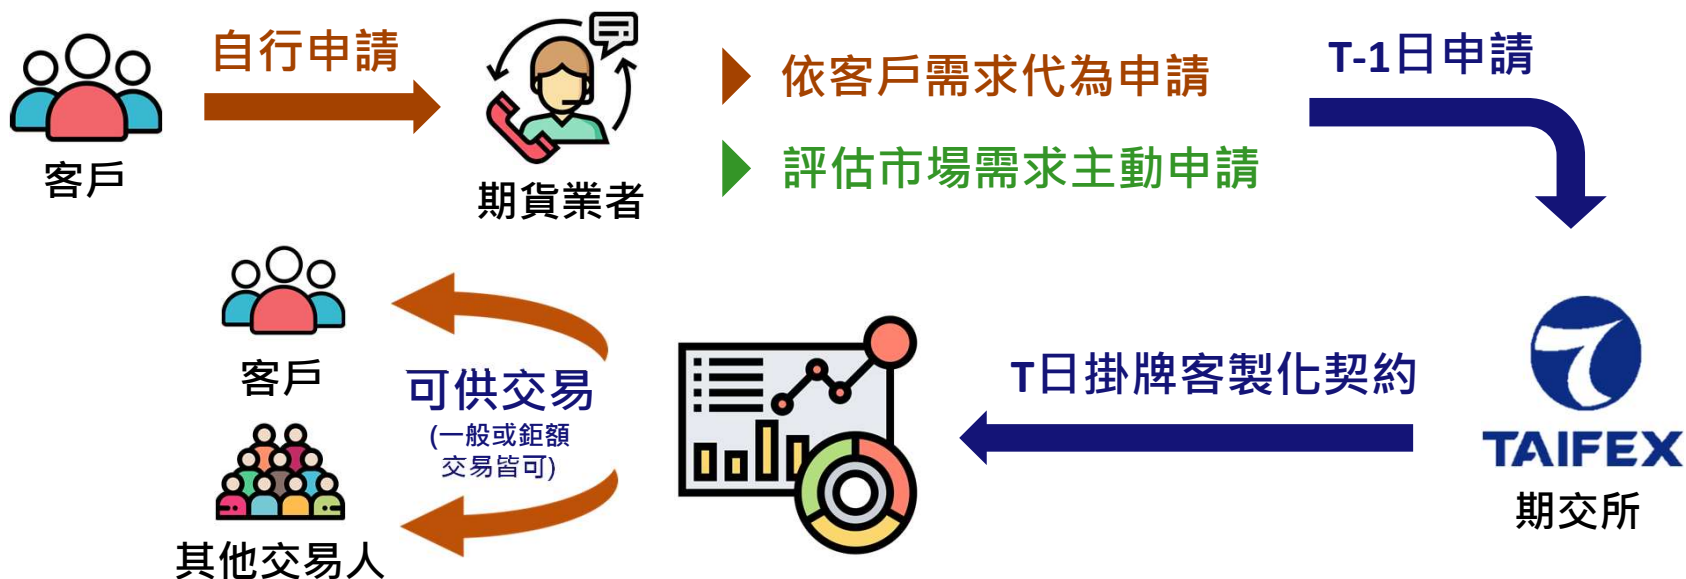 自行申請
客戶
期貨業者
依客戶需求代為申請
評估市場需求主動申請
T-1日申請
TAIFEX
期交所
T日掛牌客製化契約
可供交易
(一般或鉅額
交易皆可)
客戶
其他交易人